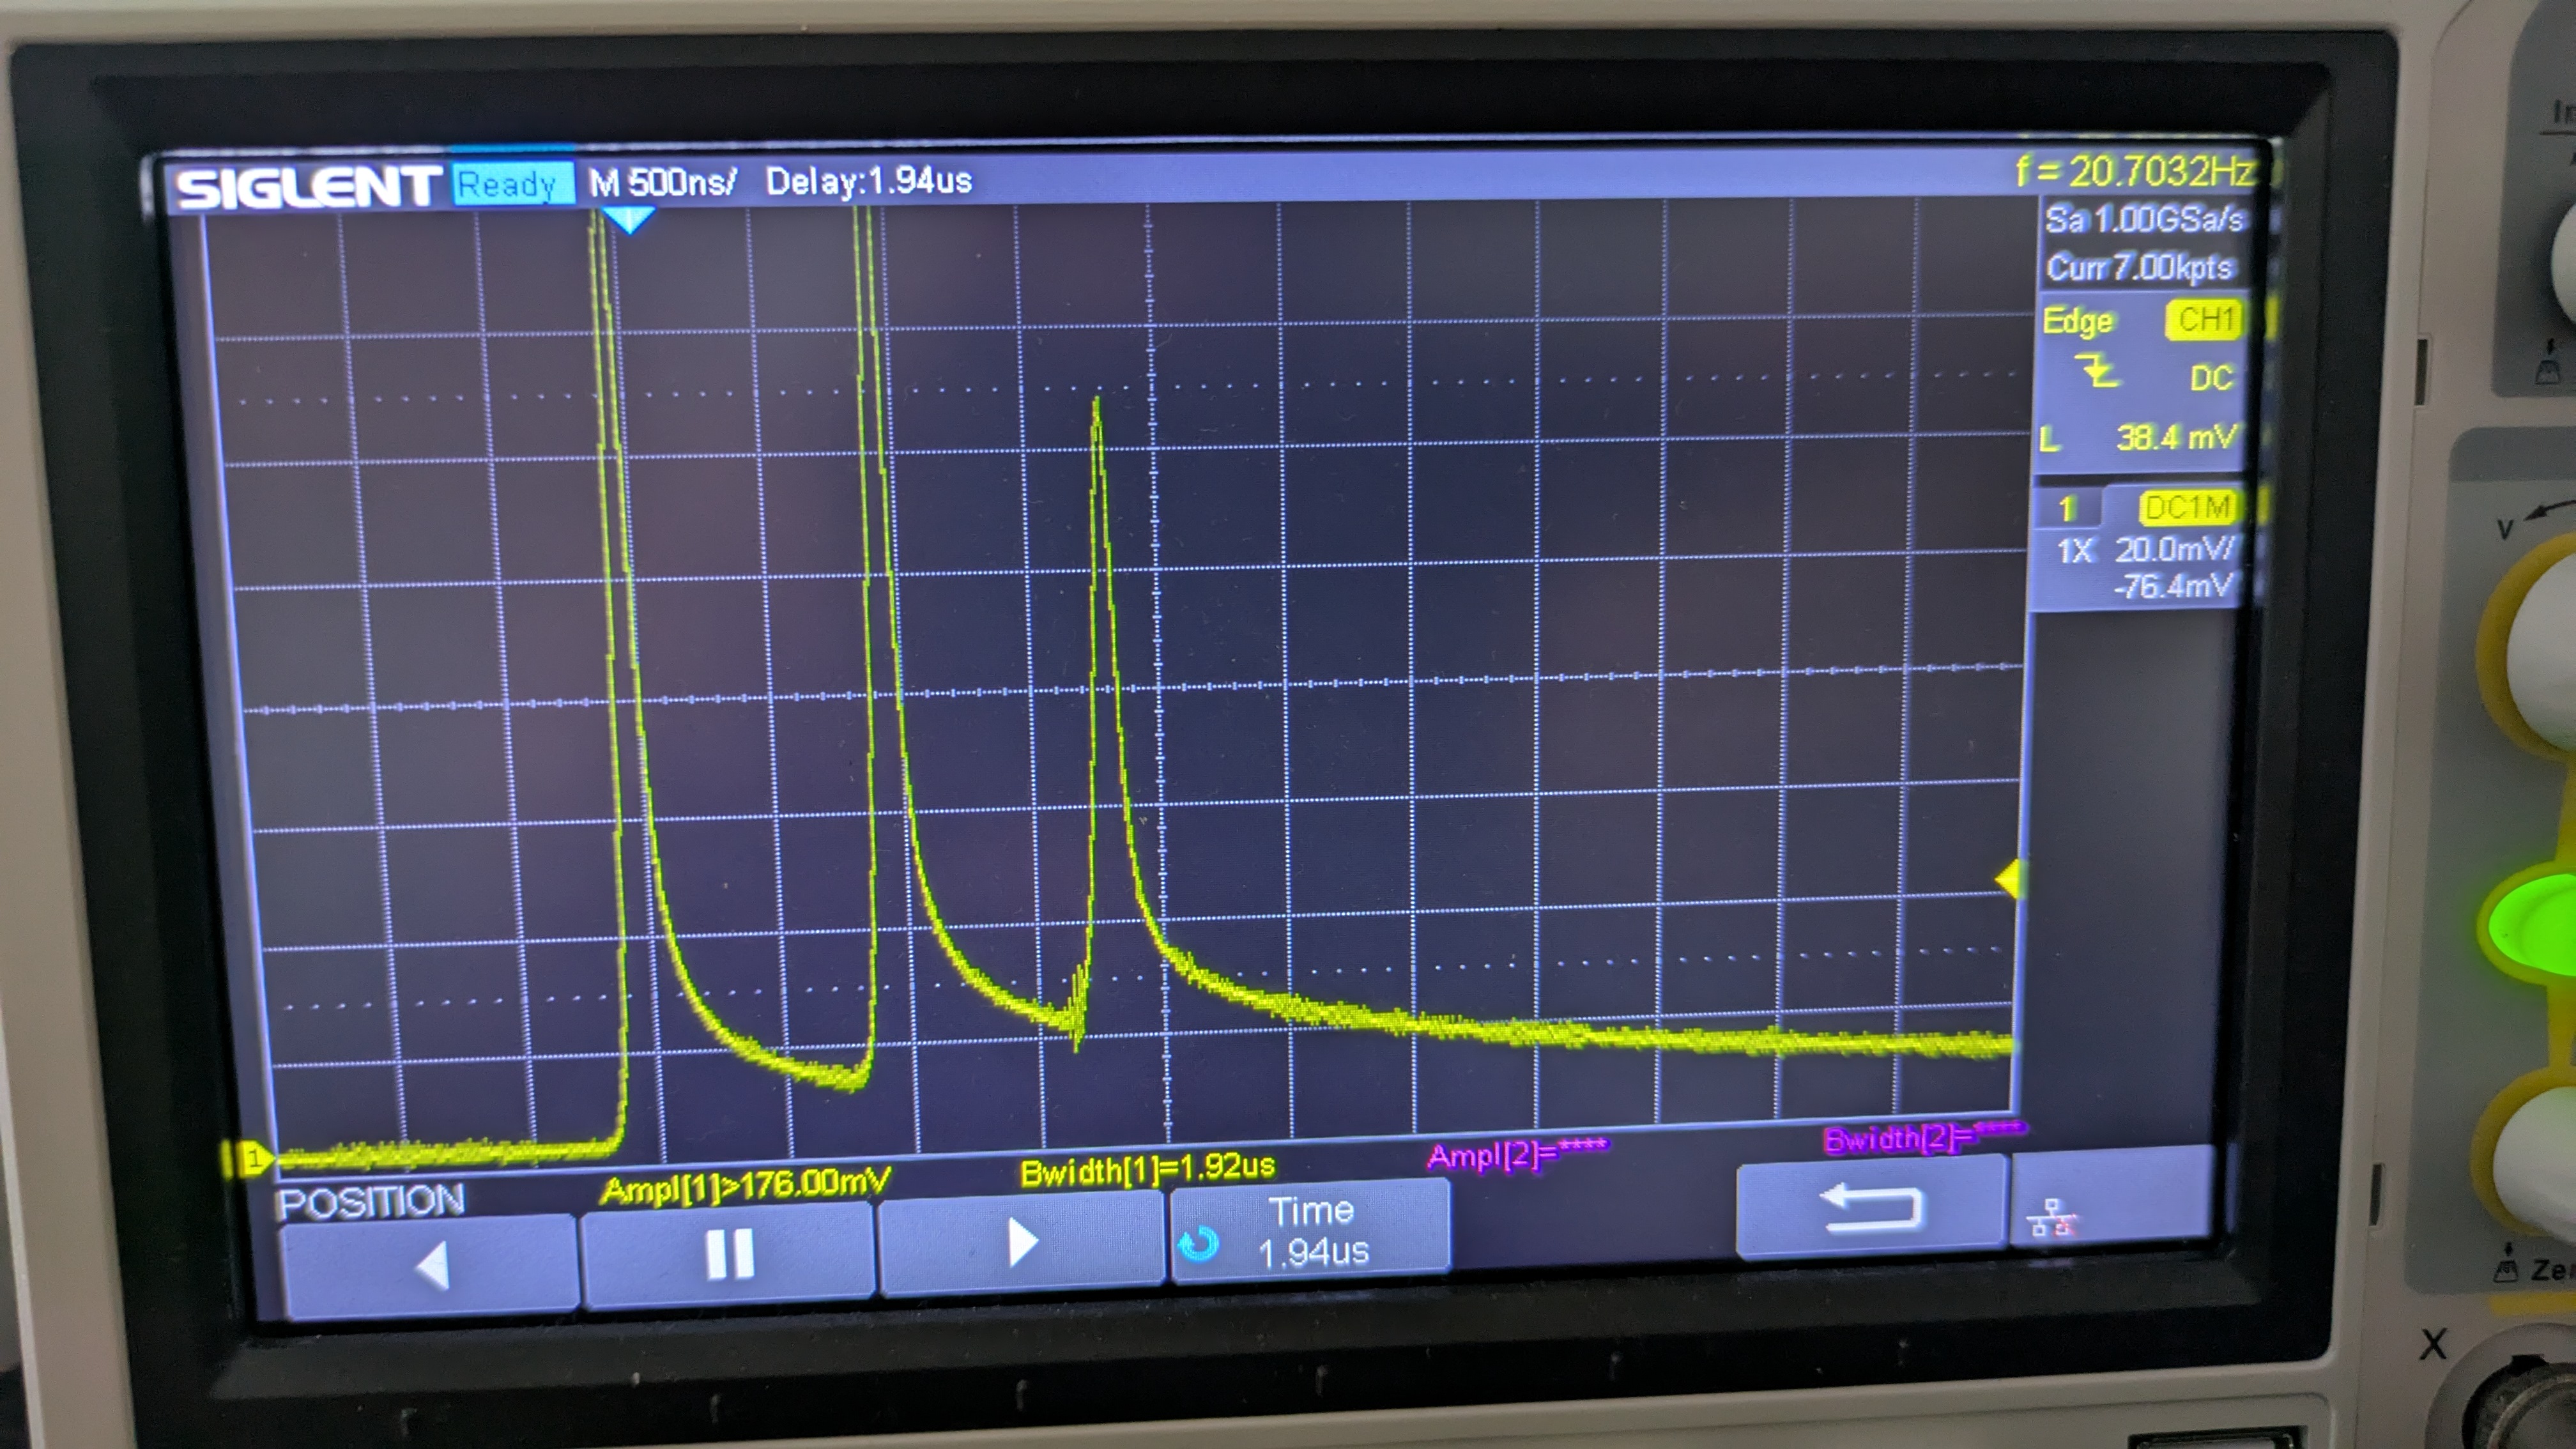 SIGLENT Ready M 500ns/ Delay:1.94us f = 20.7032Hz
Sa 1.00GSa/s
Curr 7.00kpts
Edge CH1
DC
L 38.4 mV
1 DC1M
1X 20.0mV/
-76.4mV
V
1
POSITION Ampl[1]>176.00mV Bwidth[1]=1.92us Ampl[2]=**** Bwidth[2]=****
Time
1.94us
X